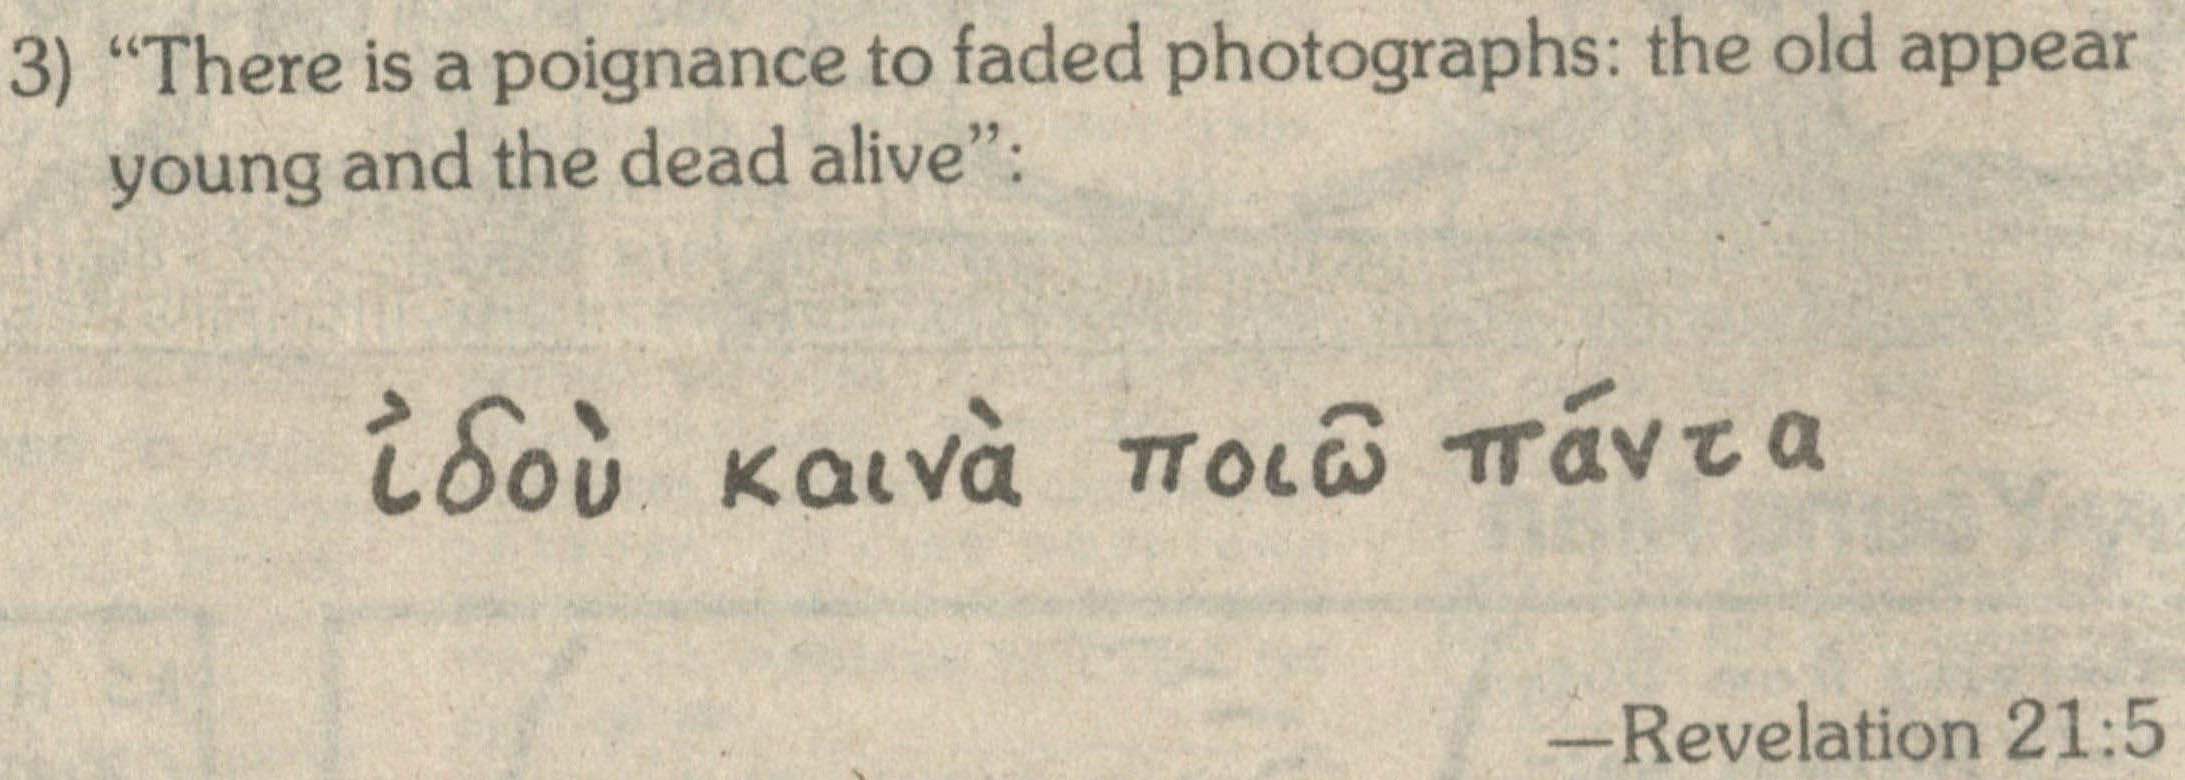 3) “There is a poignance to faded photographs: the old appear
young and the dead alive”:
ἰδοὺ καινὰ ποιῶ πάντα
—Revelation 21:5